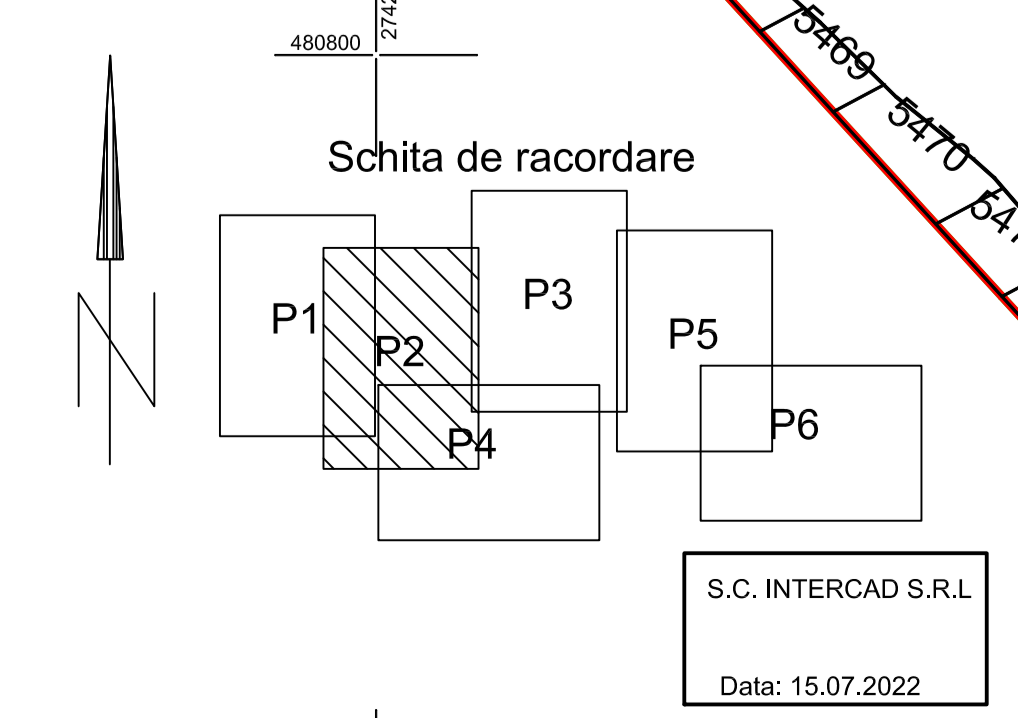 2742
480800
5469
5470
Schita de racordare
P1
P2
P3
P4
P5
P6
N
S.C. INTERCAD S.R.L
Data: 15.07.2022